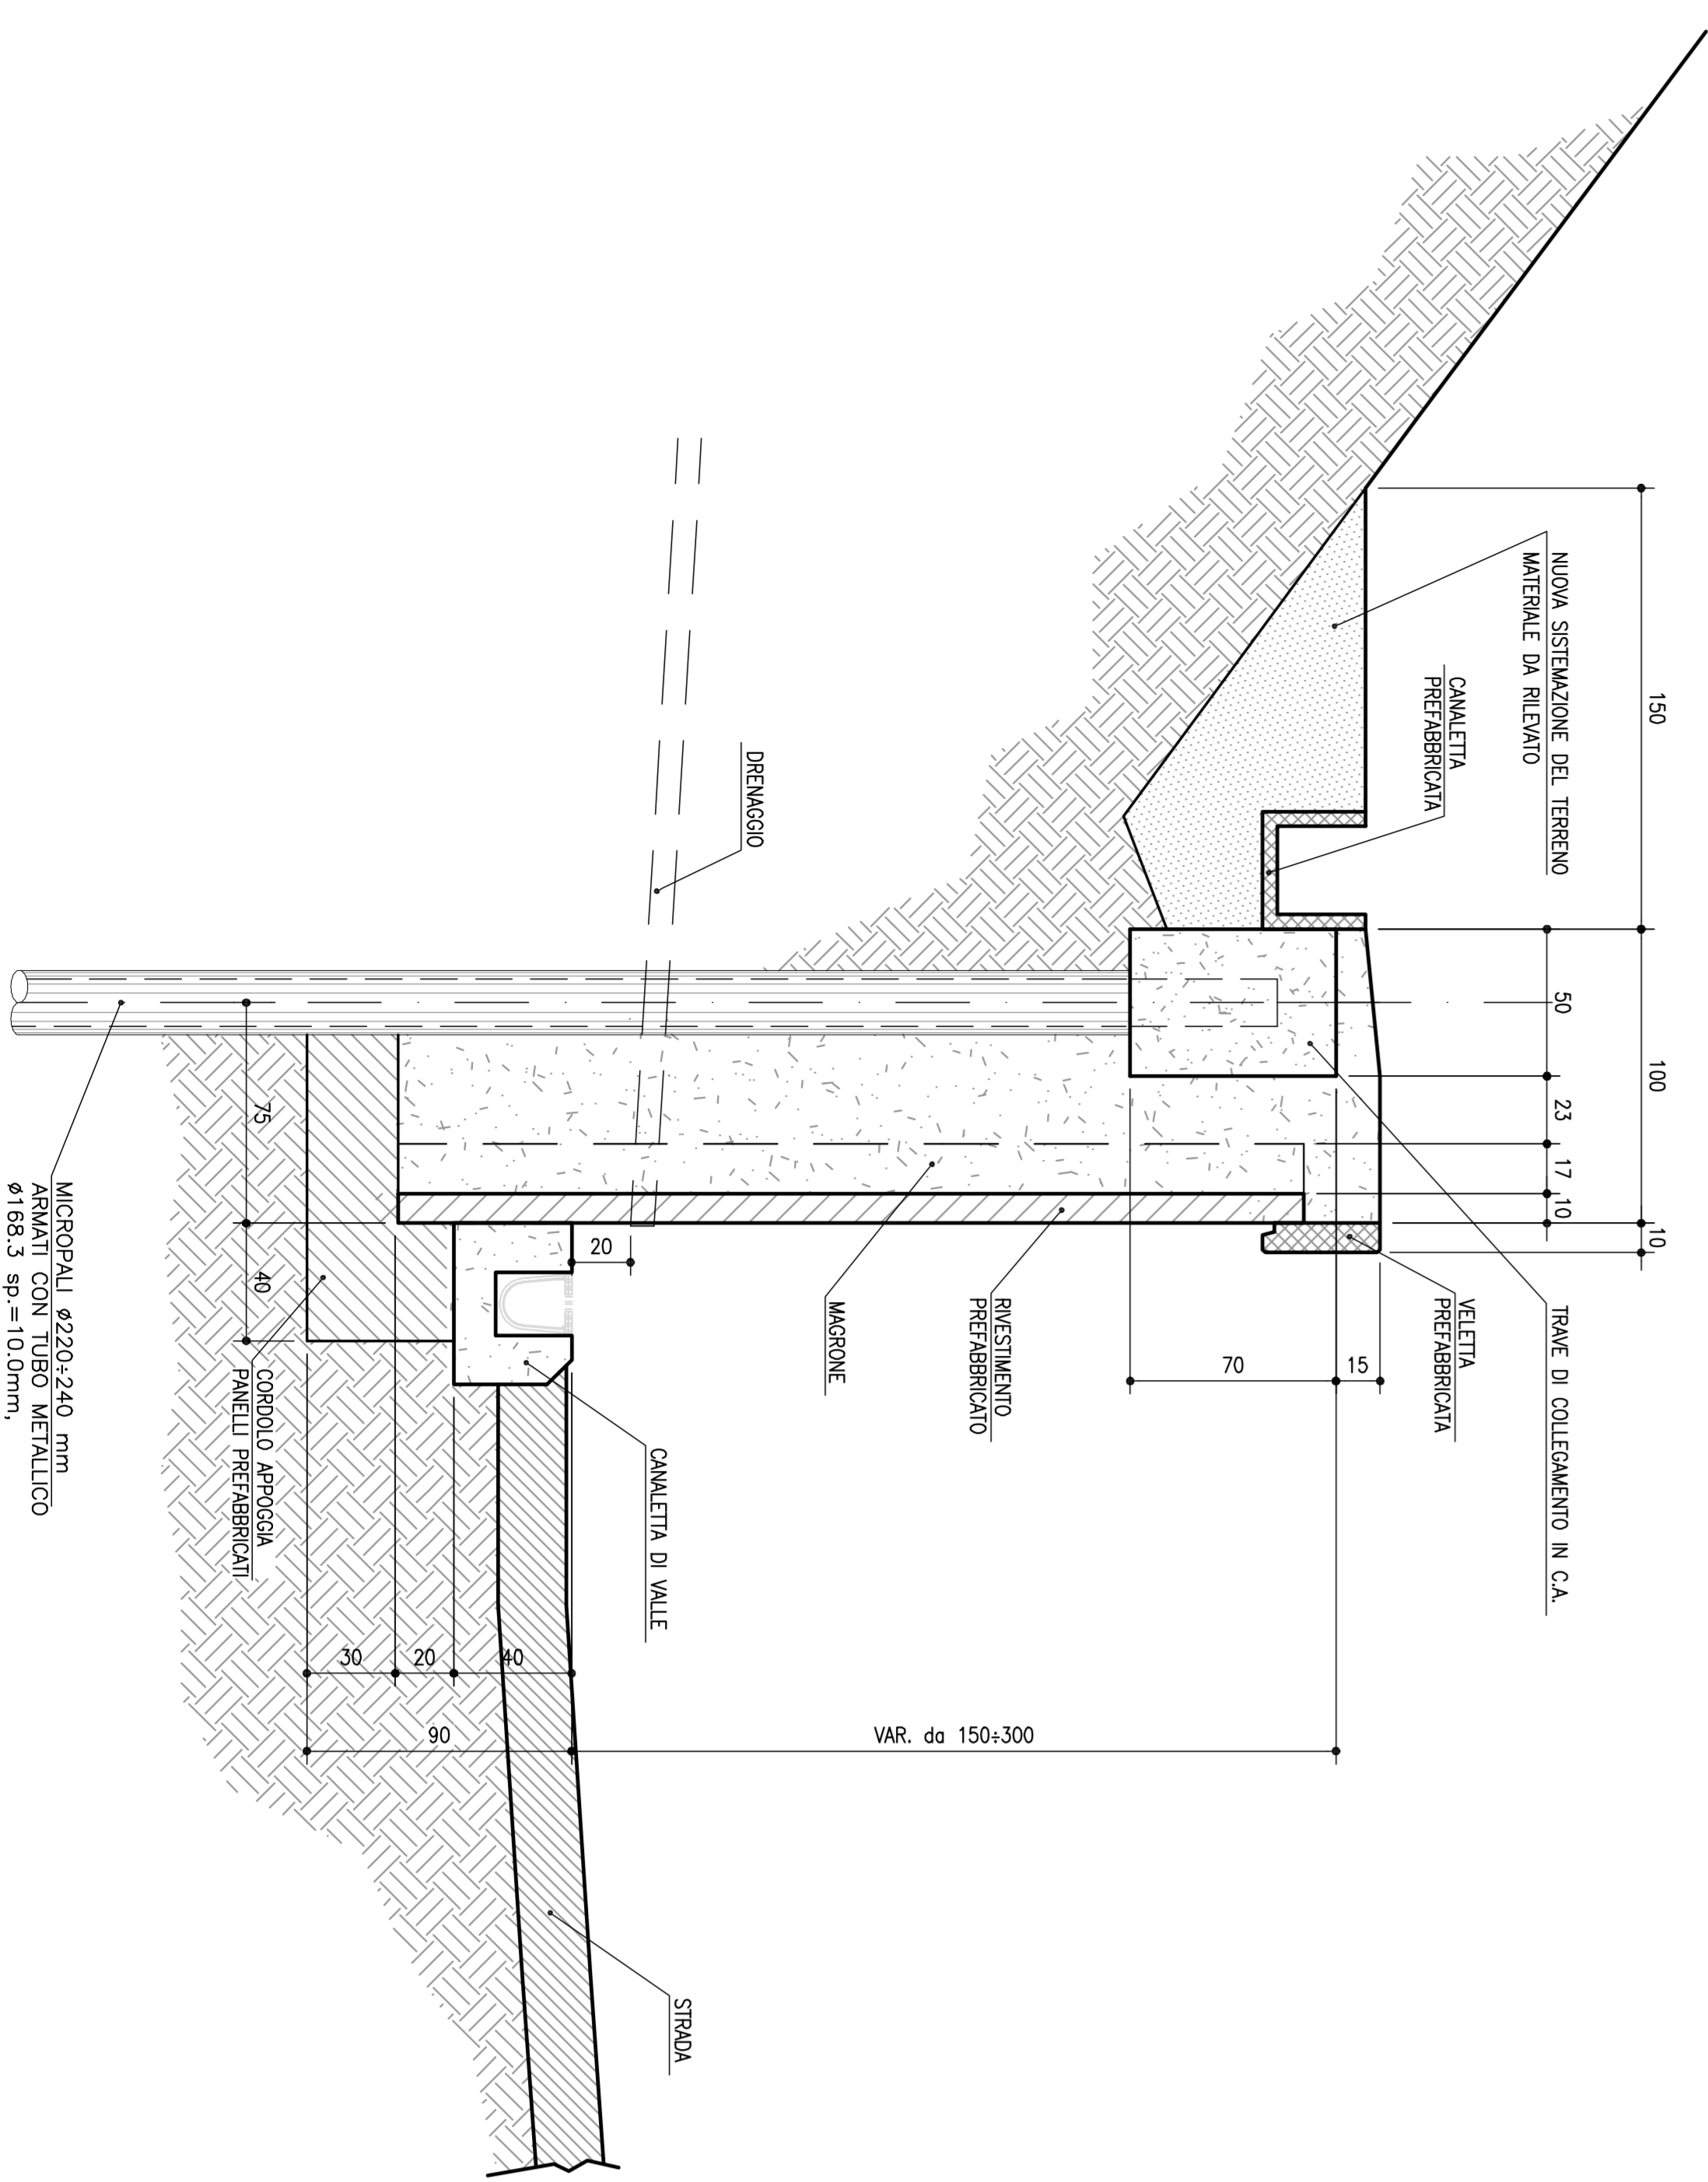 150
100
10
50
23
17
10
NUOVA SISTEMAZIONE DEL TERRENO
MATERIALE DA RILEVATO
TRAVE DI COLLEGAMENTO IN C.A.
CANALETTA
PREFABBRICATA
VELETTA
PREFABBRICATA
15
70
RIVESTIMENTO
PREFABBRICATO
MAGRONE
VAR. da 150÷300
DRENAGGIO
20
CANALETTA DI VALLE
STRADA
40
20
30
90
75
40
CORDOLO APPOGGIA
PANELLI PREFABBRICATI
MICROPALI ø220÷240 mm
ARMATI CON TUBO METALLICO
ø168.3 sp.=10.0mm,